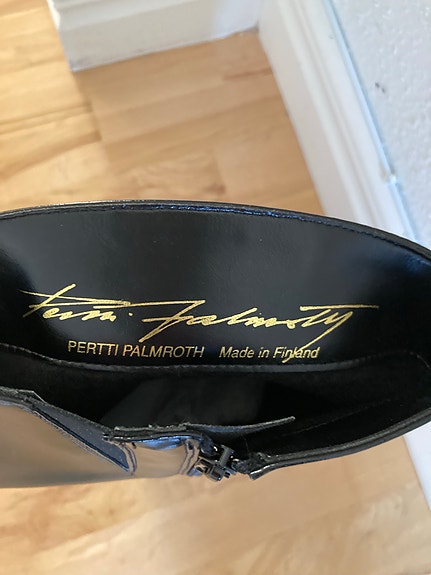 Pertti Palmroth
PERTTI PALMROTH Made in Finland